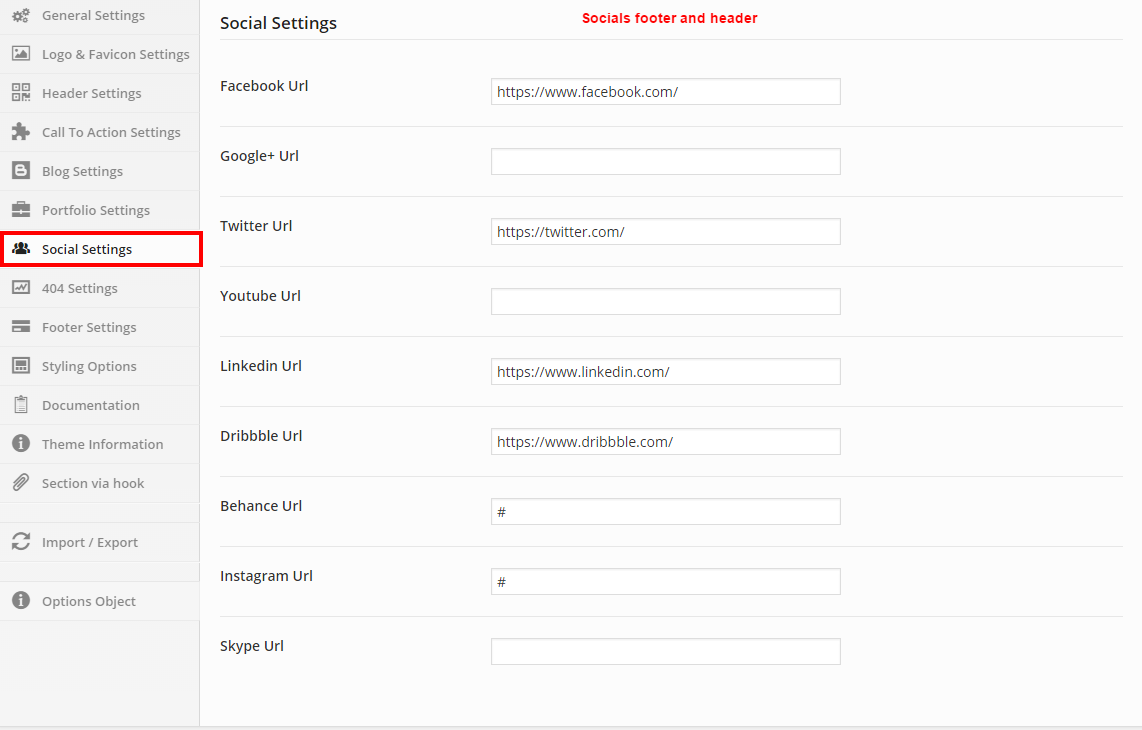 General Settings
Logo & Favicon Settings
Header Settings
Call To Action Settings
Blog Settings
Portfolio Settings
Social Settings
404 Settings
Footer Settings
Styling Options
Documentation
Theme Information
Section via hook
Import / Export
Options Object
Social Settings
Socials footer and header
Facebook Url
https://www.facebook.com/
Google+ Url
Twitter Url
https://twitter.com/
Youtube Url
Linkedin Url
https://www.linkedin.com/
Dribbble Url
https://www.dribbble.com/
Behance Url
#
Instagram Url
#
Skype Url